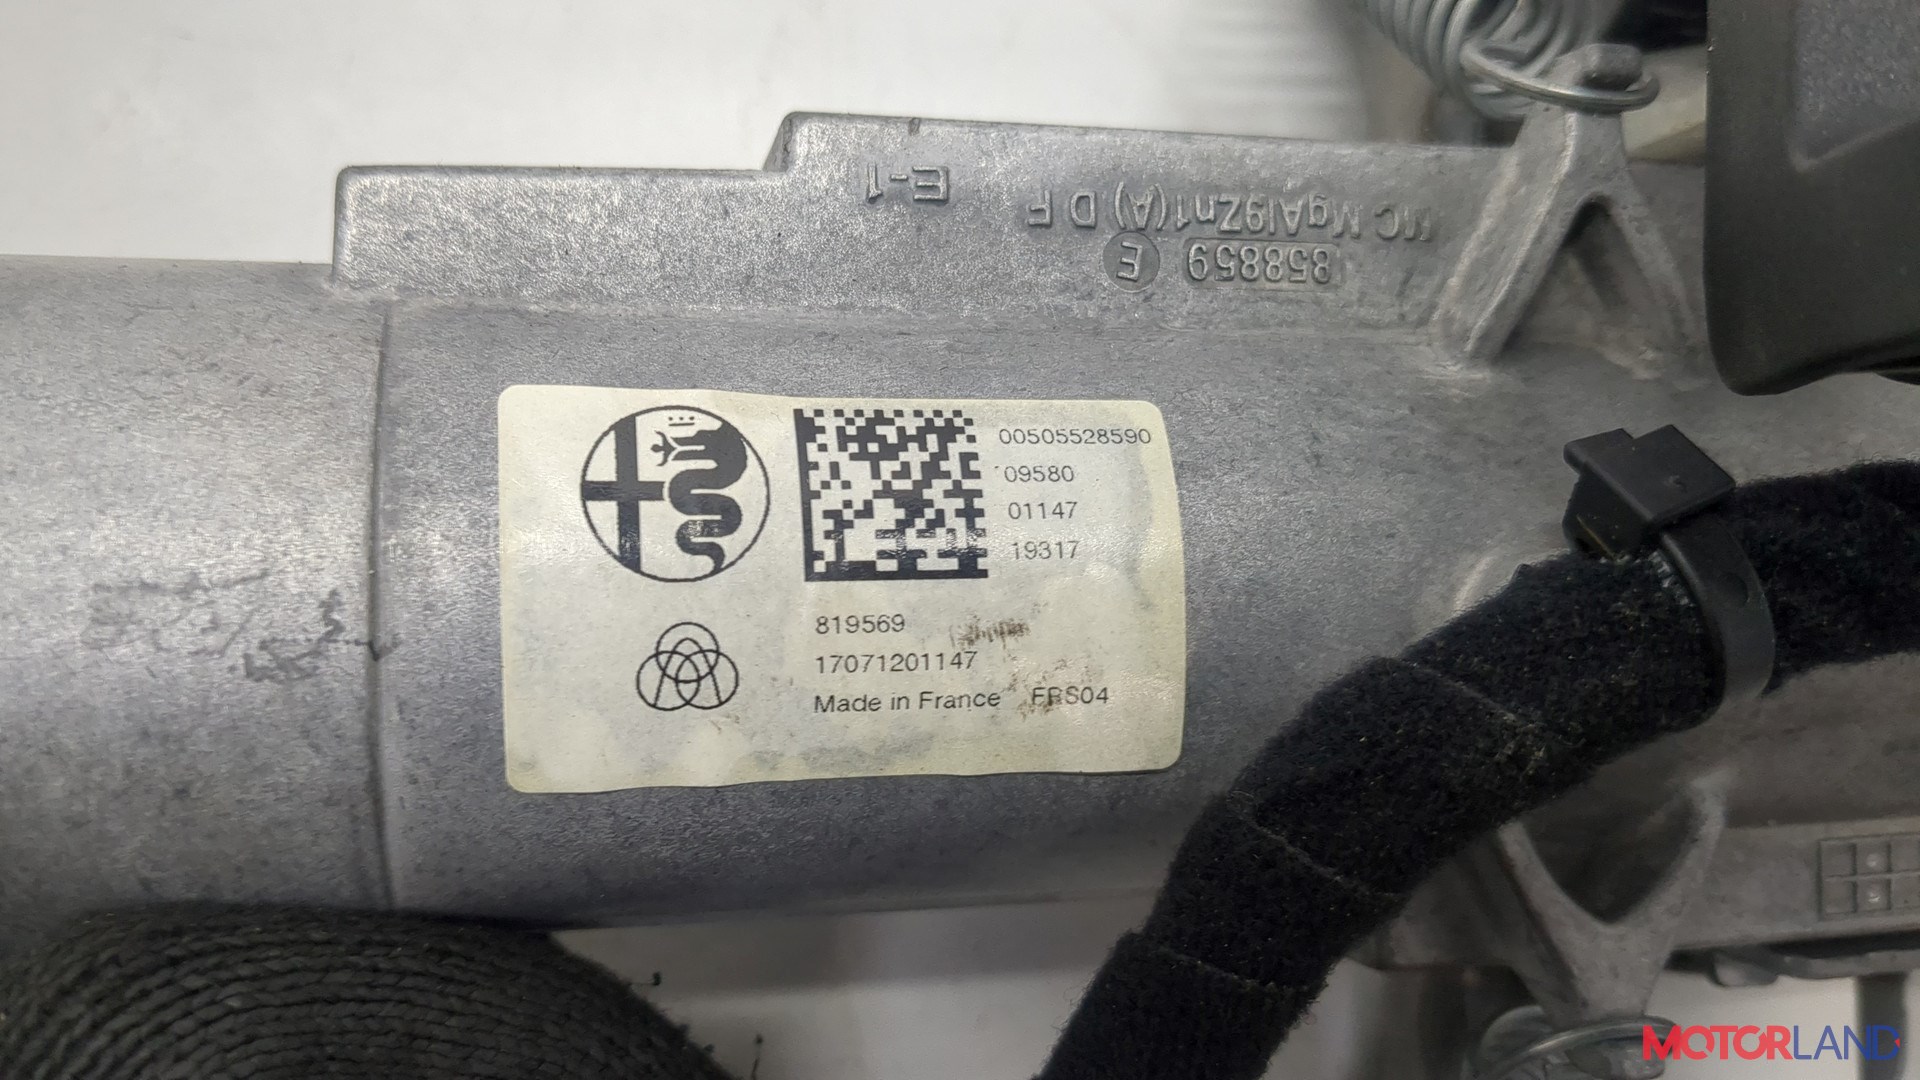 E-1
MC MgAl9Zn1(A) D F
858859 E
00505528590
09580
01147
19317
819569
17071201147
Made in France FRS04
MOTORLAND